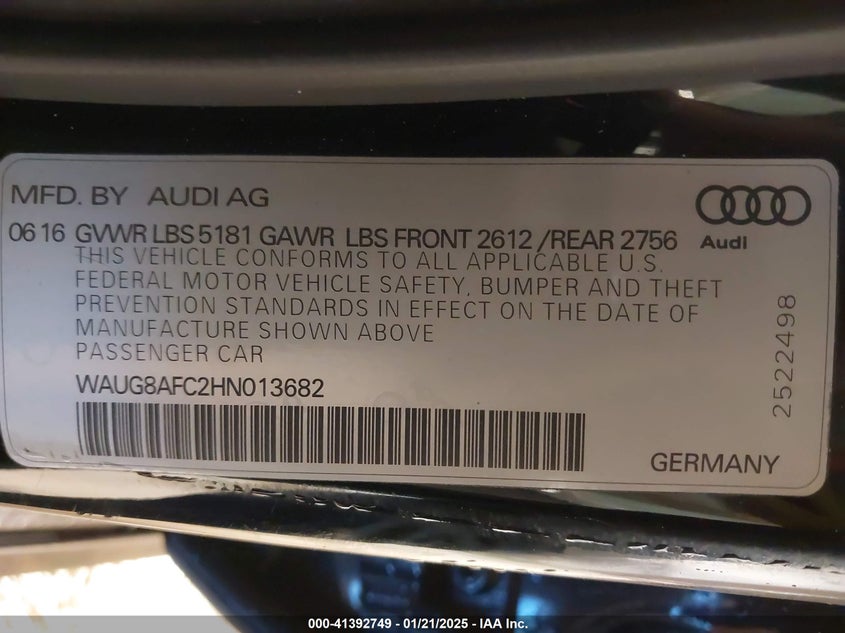 MFD. BY AUDI AG
Audi
06 16 GVWR LBS 5181 GAWR LBS FRONT 2612 /REAR 2756
THIS VEHICLE CONFORMS TO ALL APPLICABLE U.S.
FEDERAL MOTOR VEHICLE SAFETY, BUMPER AND THEFT
PREVENTION STANDARDS IN EFFECT ON THE DATE OF
MANUFACTURE SHOWN ABOVE
PASSENGER CAR
WAUG8AFC2HN013682
2522498
GERMANY
000-41392749 - 01/21/2025 - IAA Inc.